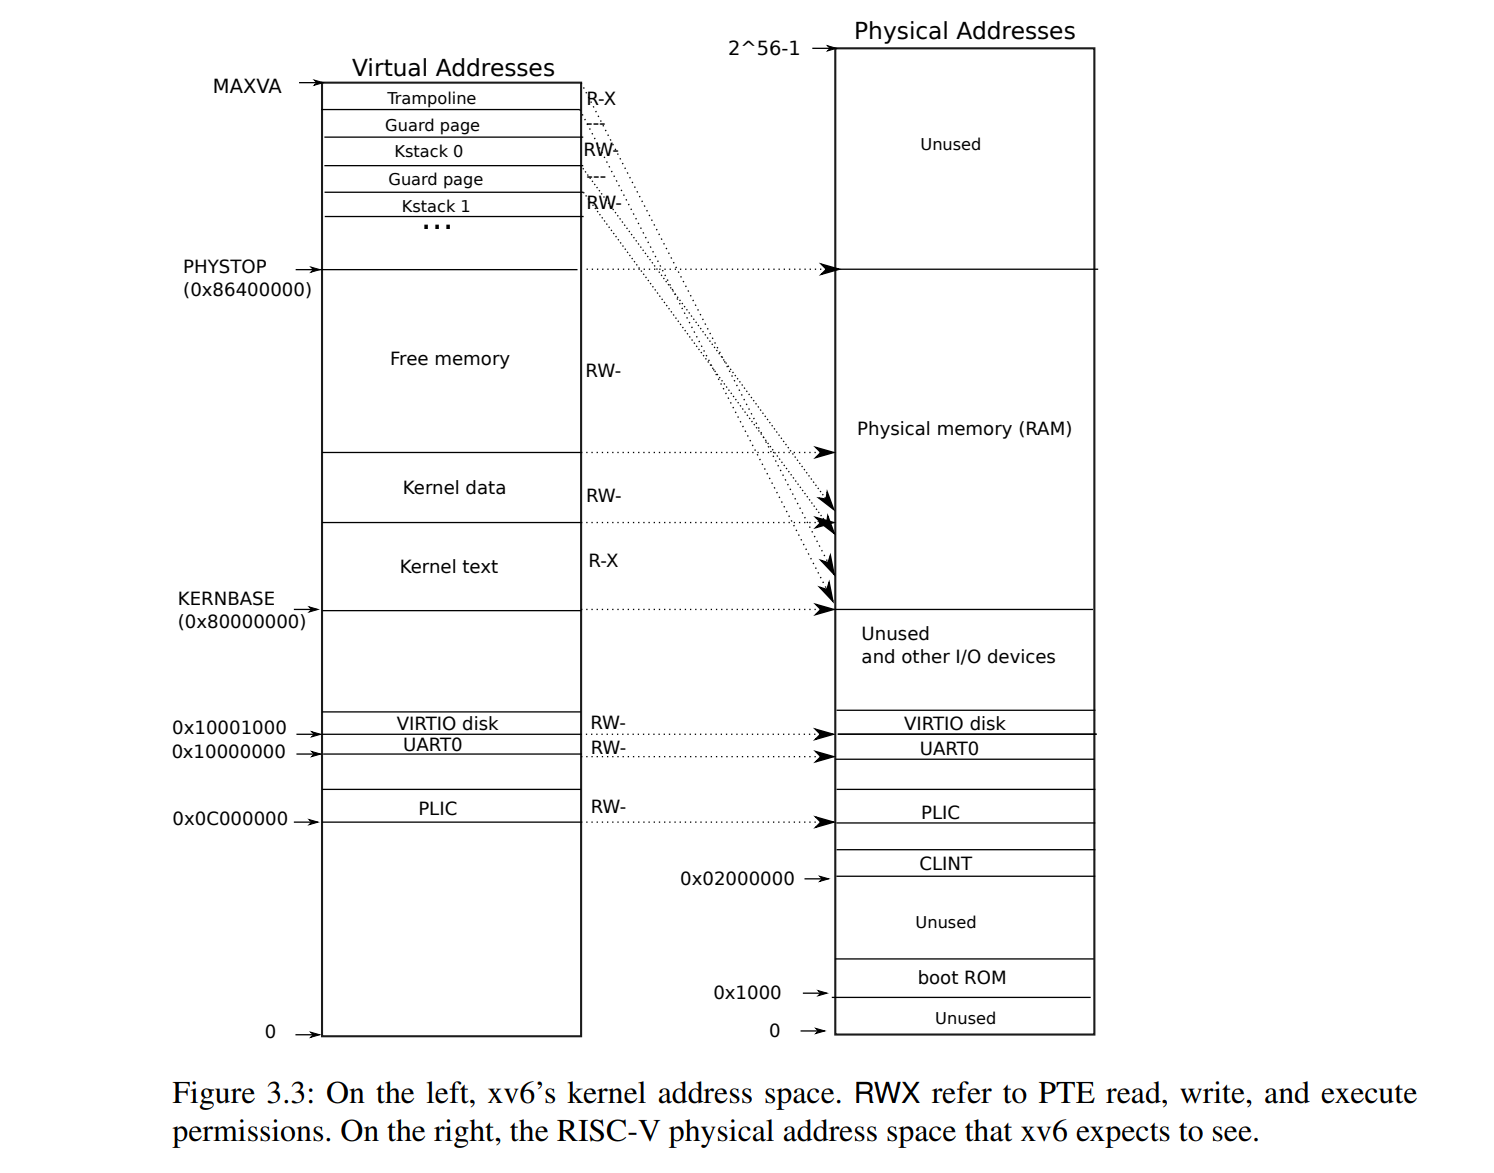 Physical Addresses
2^56-1
Virtual Addresses
MAXVA
Trampoline
R-X
Guard page
---
Unused
Kstack 0
RW-
Guard page
---
Kstack 1
RW-
...
PHYSTOP
(0x86400000)
Free memory
RW-
Physical memory (RAM)
Kernel data
RW-
Kernel text
R-X
KERNBASE
(0x80000000)
Unused
and other I/O devices
0x10001000
VIRTIO disk
RW-
VIRTIO disk
0x10000000
UART0
RW-
UART0
0x0C000000
PLIC
RW-
PLIC
CLINT
0x02000000
Unused
boot ROM
0x1000
Unused
0
0
Figure 3.3: On the left, xv6’s kernel address space. RWX refer to PTE read, write, and execute
permissions. On the right, the RISC-V physical address space that xv6 expects to see.